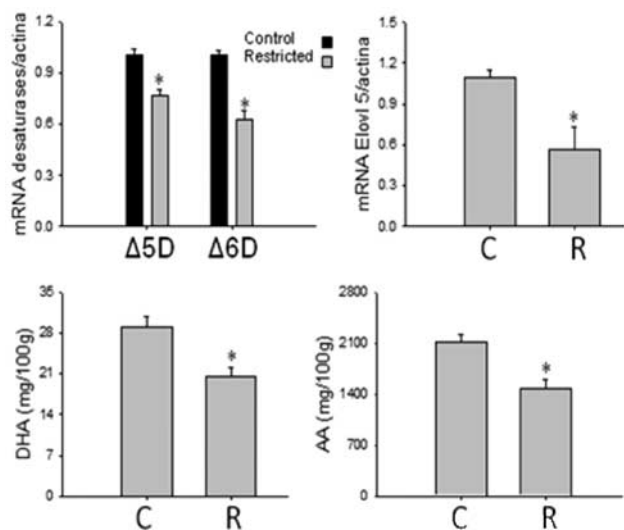 mRNA desaturases/actina
1.2
0.9
0.6
0.3
0.0
Control
Restricted
*
*
Δ5D Δ6D
mRNA Elovl 5/actina
1.5
1.2
0.9
0.6
0.3
0.0
*
C R
DHA (mg/100g)
35
28
21
14
7
0
*
C R
AA (mg/100g)
2800
2100
1400
700
0
*
C R